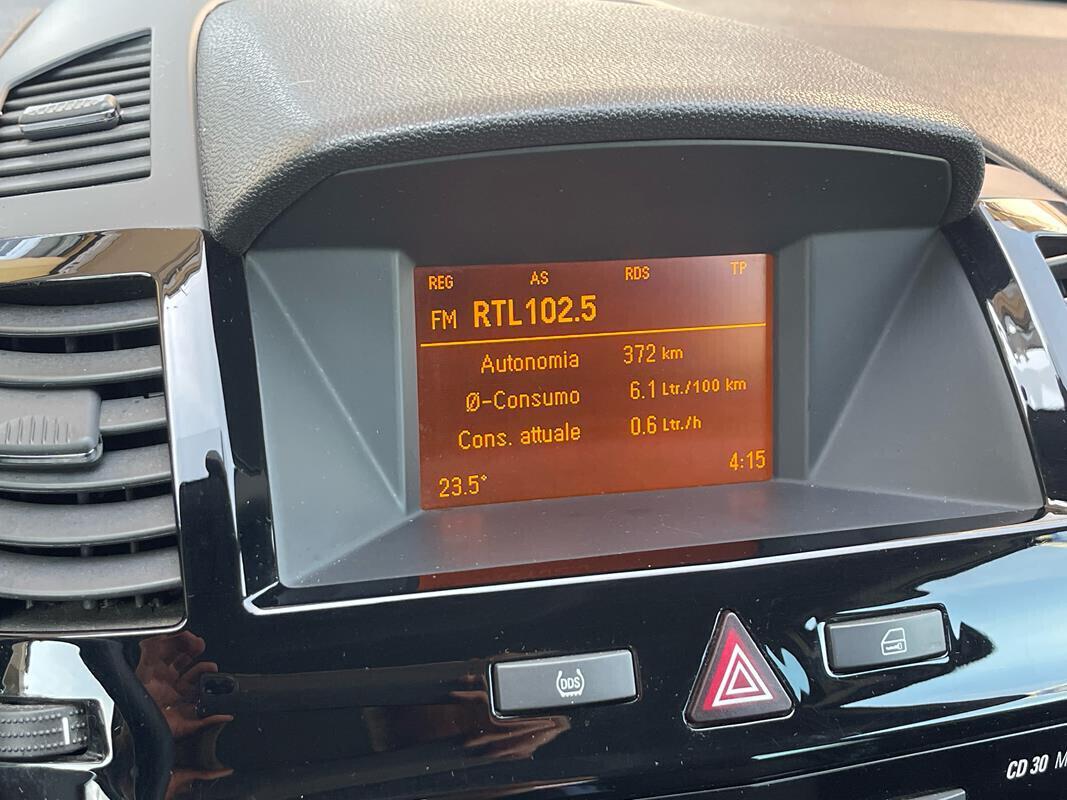 REG AS RDS TP
FM RTL102.5
Autonomia 372 km
Ø-Consumo 6.1 Ltr./100 km
Cons. attuale 0.6 Ltr./h
23.5° 4:15
DDS
CD 30 M